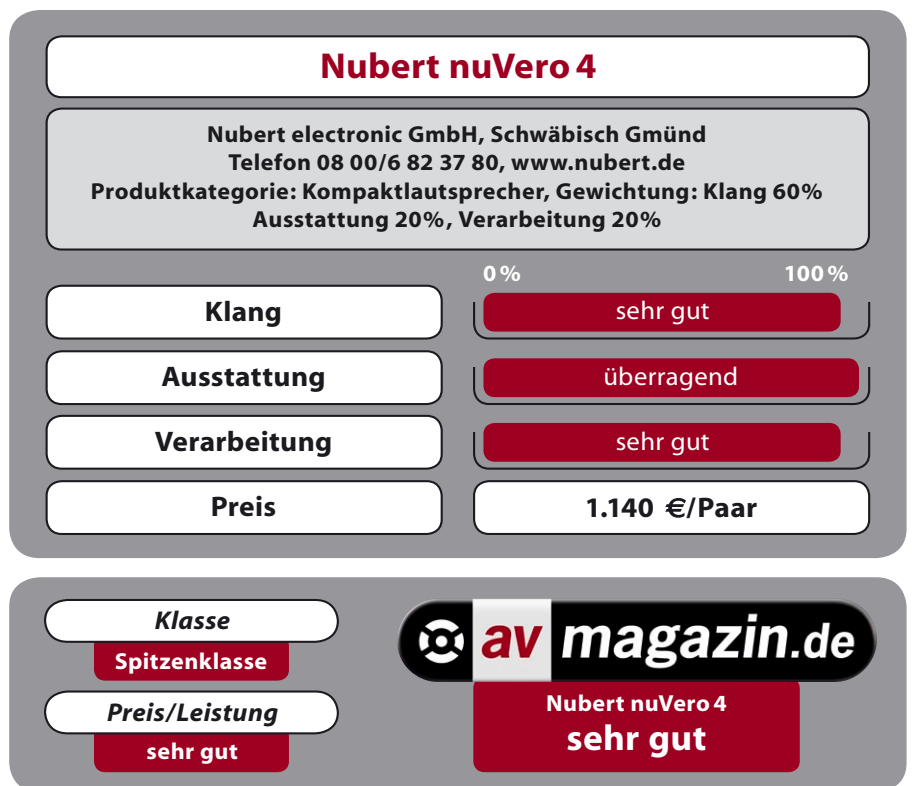 Nubert nuVero 4
Nubert electronic GmbH, Schwäbisch Gmünd
Telefon 08 00/6 82 37 80, www.nubert.de
Produktkategorie: Kompaktlautsprecher, Gewichtung: Klang 60%
Ausstattung 20%, Verarbeitung 20%
0 % 100 %
Klang sehr gut
Ausstattung überragend
Verarbeitung sehr gut
Preis 1.140 €/Paar
Klasse
Spitzenklasse
Preis/Leistung
sehr gut
av magazin.de
Nubert nuVero 4
sehr gut